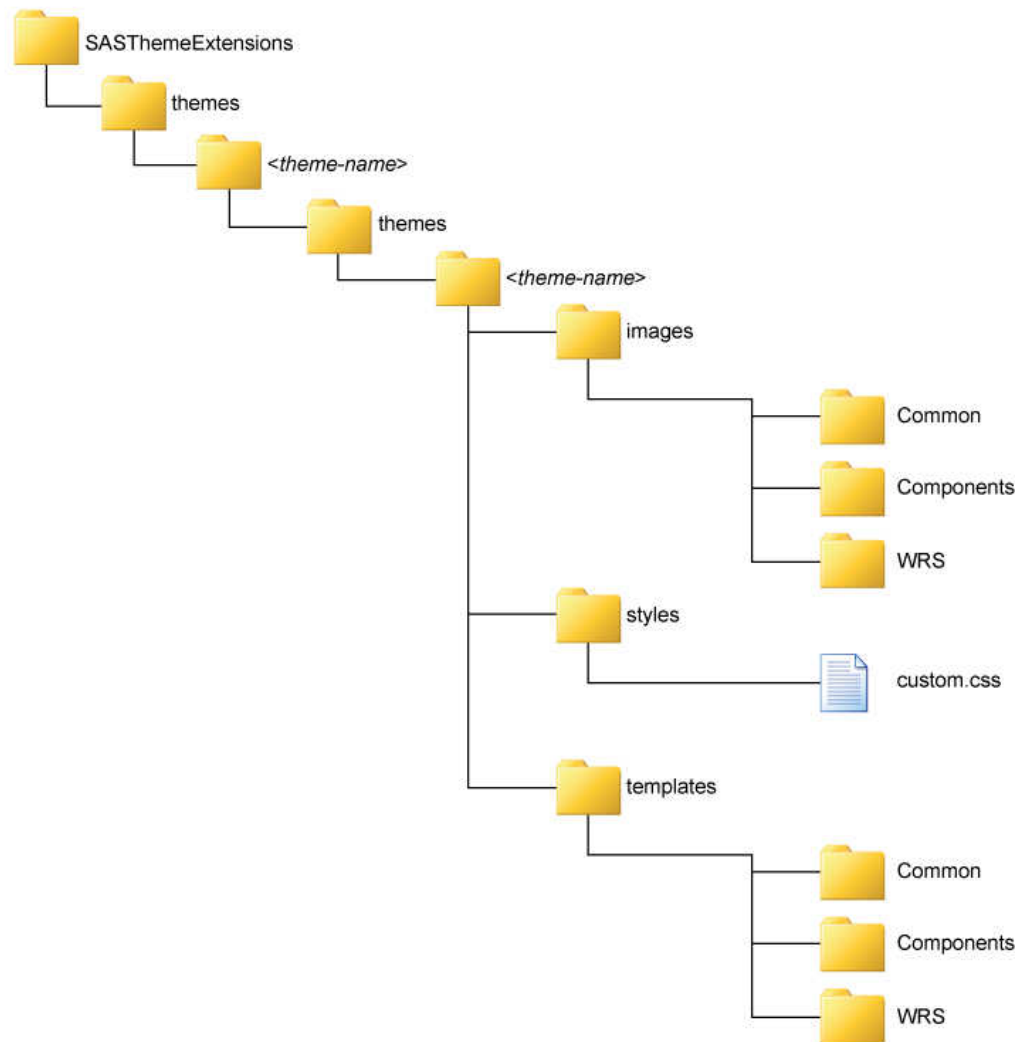 SASThemeExtensions
themes
<theme-name>
themes
<theme-name>
images
Common
Components
WRS
styles
custom.css
templates
Common
Components
WRS